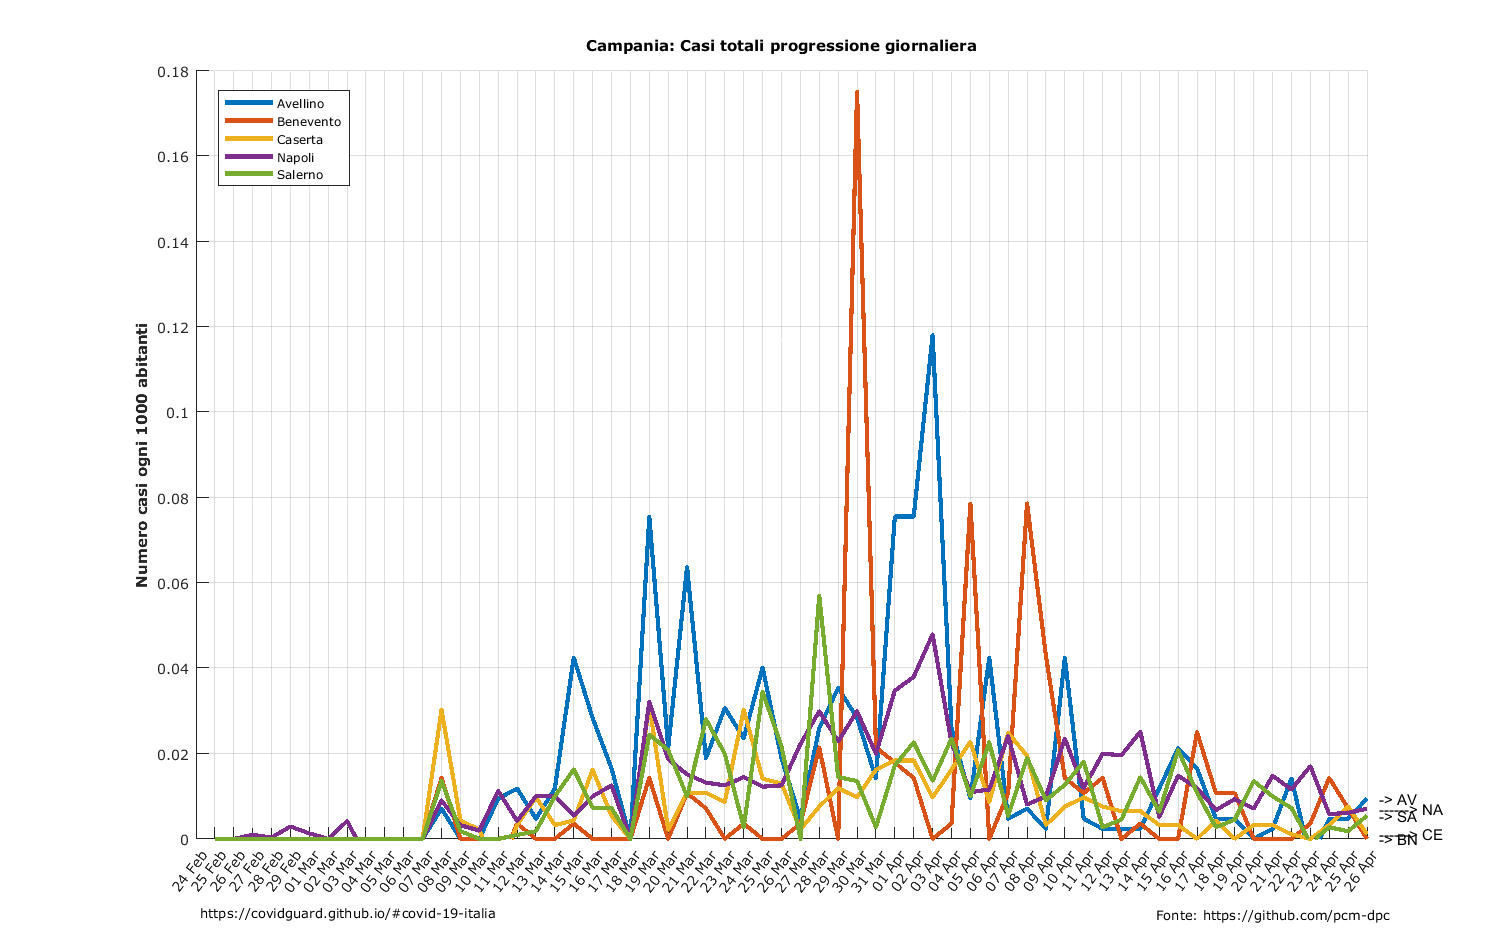 Campania: Casi totali progressione giornaliera
Numero casi ogni 1000 abitanti
0.18
0.16
0.14
0.12
0.1
0.08
0.06
0.04
0.02
0
Avellino
Benevento
Caserta
Napoli
Salerno
-> AV
------> NA
-> SA
-----> CE
-> BN
24 Feb
25 Feb
26 Feb
27 Feb
28 Feb
29 Feb
01 Mar
02 Mar
03 Mar
04 Mar
05 Mar
06 Mar
07 Mar
08 Mar
09 Mar
10 Mar
11 Mar
12 Mar
13 Mar
14 Mar
15 Mar
16 Mar
17 Mar
18 Mar
19 Mar
20 Mar
21 Mar
22 Mar
23 Mar
24 Mar
25 Mar
26 Mar
27 Mar
28 Mar
29 Mar
30 Mar
31 Mar
01 Apr
02 Apr
03 Apr
04 Apr
05 Apr
06 Apr
07 Apr
08 Apr
09 Apr
10 Apr
11 Apr
12 Apr
13 Apr
14 Apr
15 Apr
16 Apr
17 Apr
18 Apr
19 Apr
20 Apr
21 Apr
22 Apr
23 Apr
24 Apr
25 Apr
26 Apr
https://covidguard.github.io/#covid-19-italia
Fonte: https://github.com/pcm-dpc